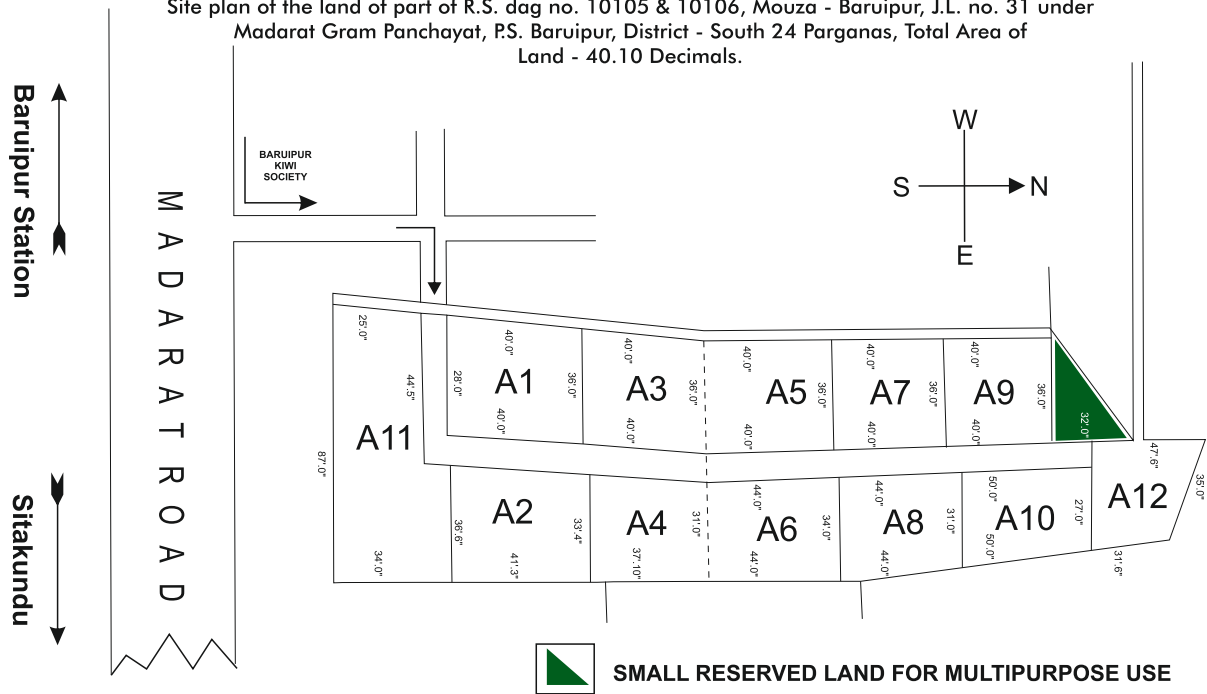 Site plan of the land of part of R.S. dag no. 10105 & 10106, Mouza - Baruipur, J.L. no. 31 under
Madarat Gram Panchayat, P.S. Baruipur, District - South 24 Parganas, Total Area of
Land - 40.10 Decimals.
Baruipur Station
Sitakundu
MADARAT ROAD
BARUIPUR
KIWI
SOCIETY
W
S
N
E
25'.0"
44'.5"
A11
87'.0"
34'.0"
40'.0"
28'.0"
A1
36'.0"
40'.0"
40'.0"
A3
36'.0"
40'.0"
40'.0"
A5
36'.0"
40'.0"
40'.0"
A7
36'.0"
40'.0"
40'.0"
A9
36'.0"
40'.0"
32'.0"
36'.6"
A2
33'.4"
41'.3"
A4
31'.0"
37'.10"
44'.0"
A6
34'.0"
44'.0"
44'.0"
A8
31'.0"
44'.0"
50'.0"
A10
27'.0"
50'.0"
47'.6"
A12
35'.0"
31'.6"
SMALL RESERVED LAND FOR MULTIPURPOSE USE